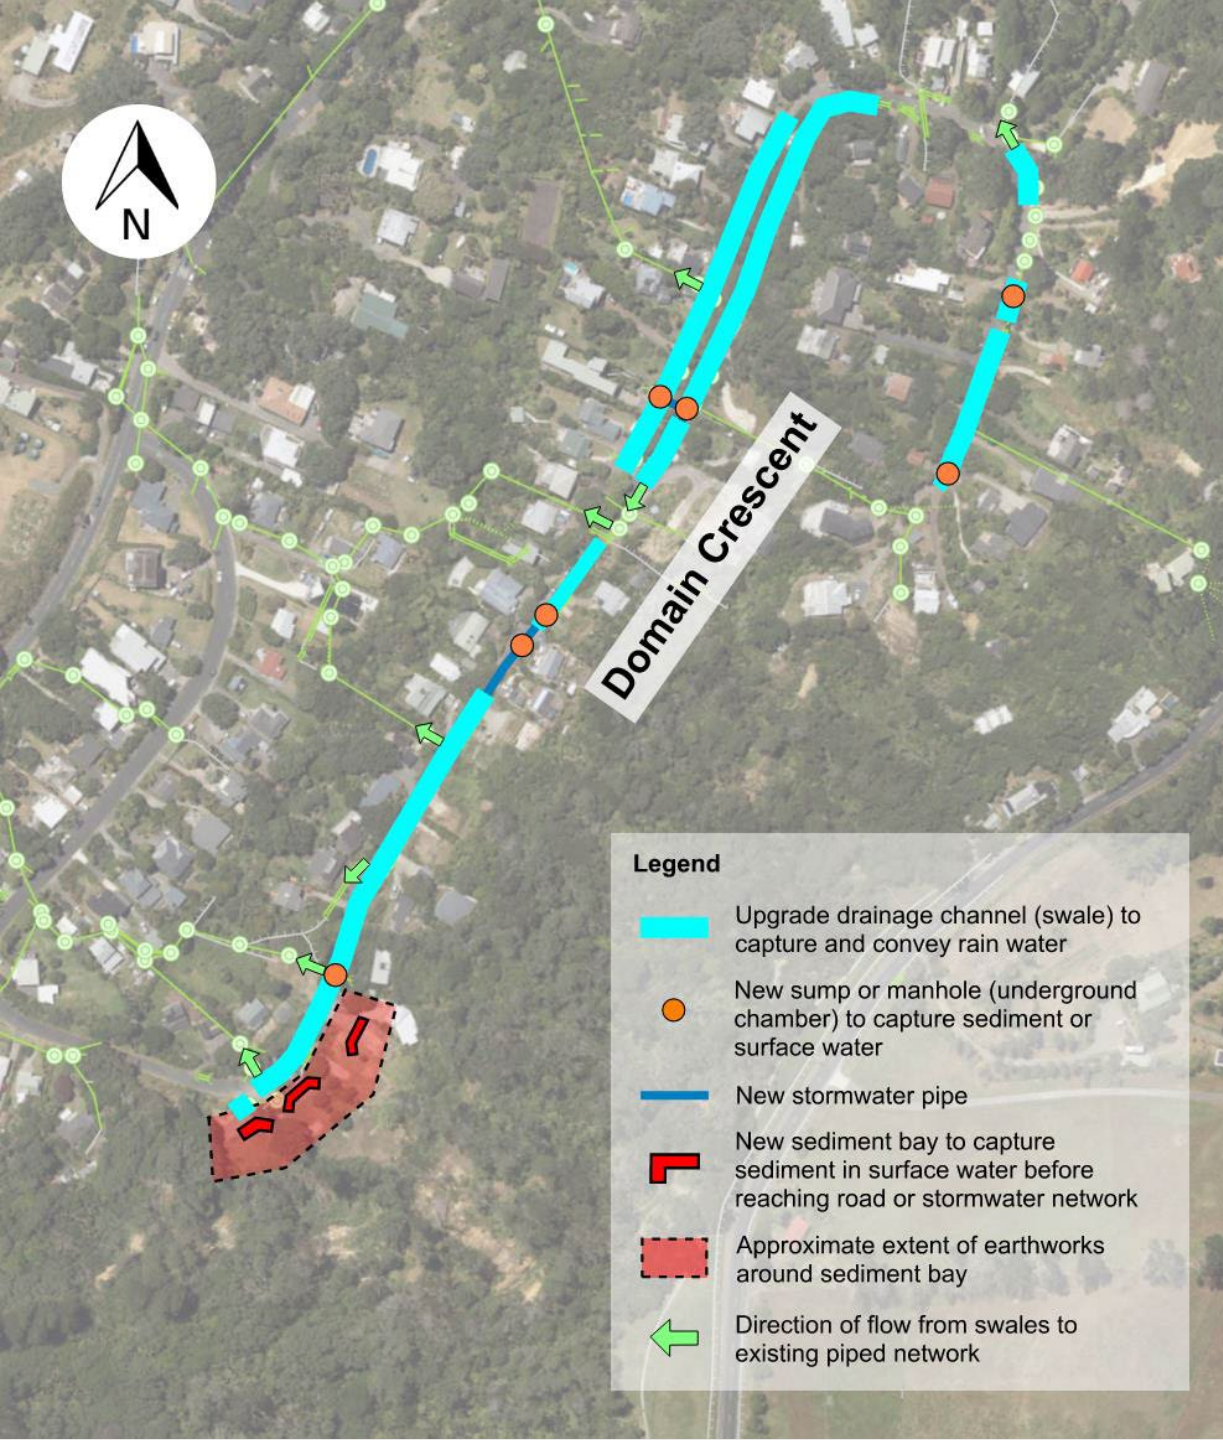 N
Domain Crescent
Legend
Upgrade drainage channel (swale) to
capture and convey rain water
New sump or manhole (underground
chamber) to capture sediment or
surface water
New stormwater pipe
New sediment bay to capture
sediment in surface water before
reaching road or stormwater network
Approximate extent of earthworks
around sediment bay
Direction of flow from swales to
existing piped network